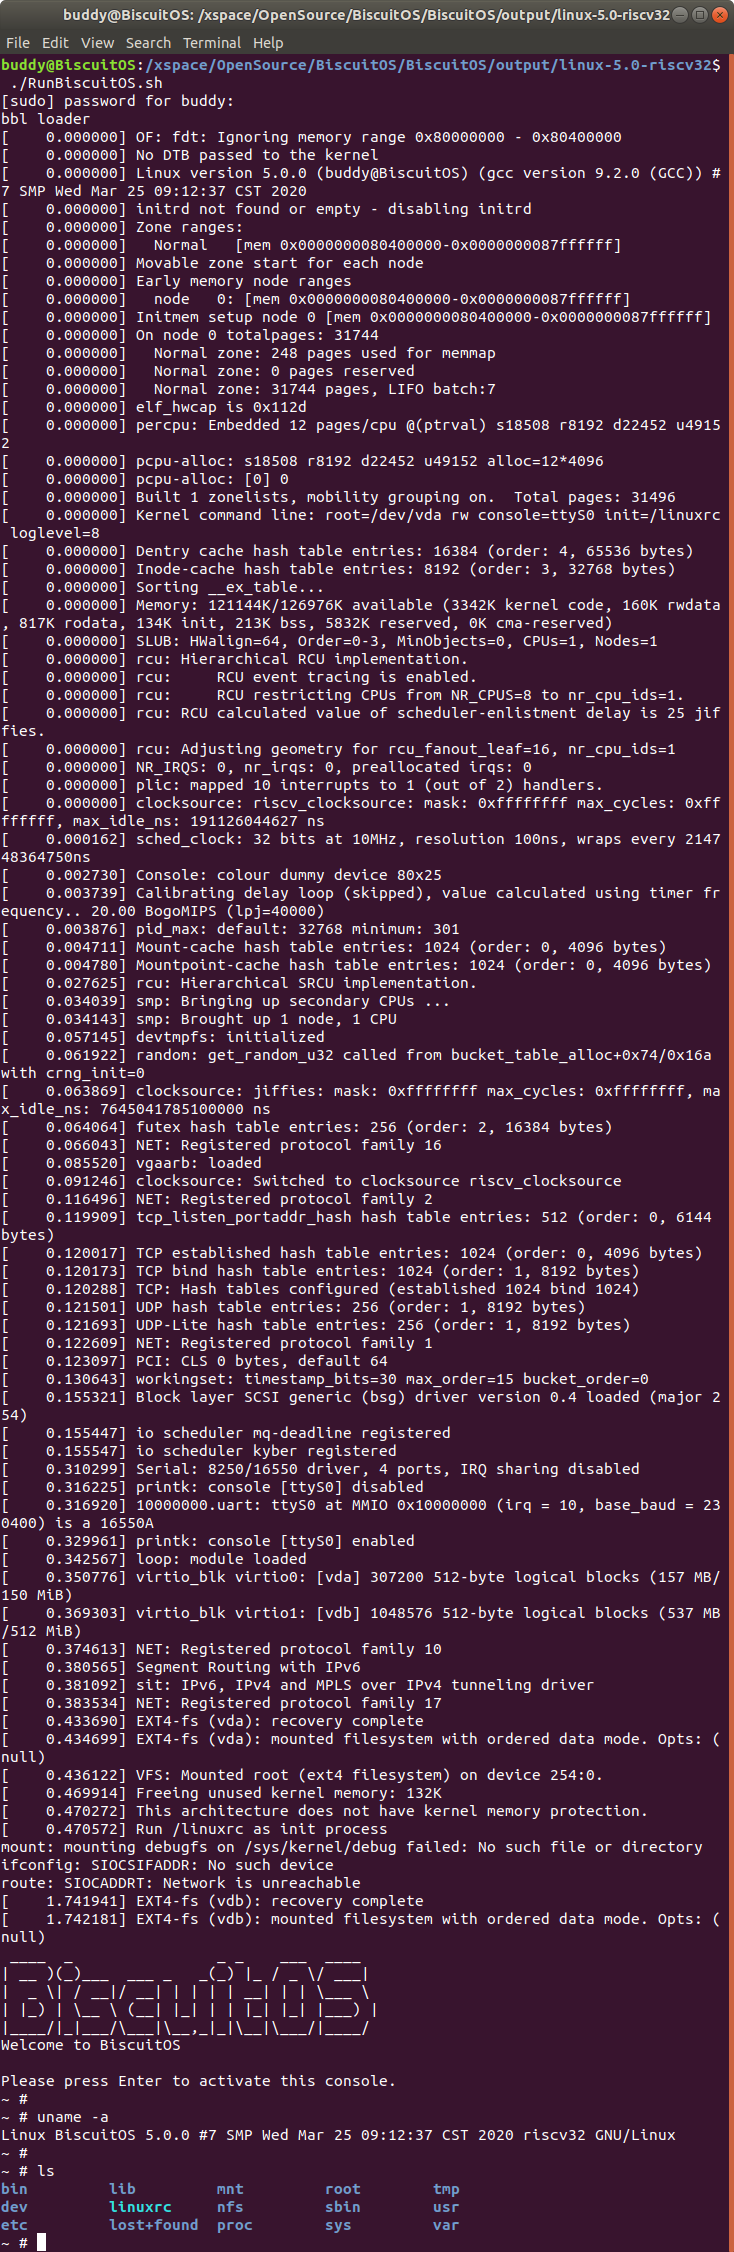 buddy@BiscuitOS: /xspace/OpenSource/BiscuitOS/BiscuitOS/output/linux-5.0-riscv32
File Edit View Search Terminal Help
buddy@BiscuitOS:/xspace/OpenSource/BiscuitOS/BiscuitOS/output/linux-5.0-riscv32$
 ./RunBiscuitOS.sh
[sudo] password for buddy:
bbl loader
[    0.000000] OF: fdt: Ignoring memory range 0x80000000 - 0x80400000
[    0.000000] No DTB passed to the kernel
[    0.000000] Linux version 5.0.0 (buddy@BiscuitOS) (gcc version 9.2.0 (GCC)) #
7 SMP Wed Mar 25 09:12:37 CST 2020
[    0.000000] initrd not found or empty - disabling initrd
[    0.000000] Zone ranges:
[    0.000000]   Normal   [mem 0x0000000080400000-0x0000000087ffffff]
[    0.000000] Movable zone start for each node
[    0.000000] Early memory node ranges
[    0.000000]   node   0: [mem 0x0000000080400000-0x0000000087ffffff]
[    0.000000] Initmem setup node 0 [mem 0x0000000080400000-0x0000000087ffffff]
[    0.000000] On node 0 totalpages: 31744
[    0.000000]   Normal zone: 248 pages used for memmap
[    0.000000]   Normal zone: 0 pages reserved
[    0.000000]   Normal zone: 31744 pages, LIFO batch:7
[    0.000000] elf_hwcap is 0x112d
[    0.000000] percpu: Embedded 12 pages/cpu @(ptrval) s18508 r8192 d22452 u4915
2
[    0.000000] pcpu-alloc: s18508 r8192 d22452 u49152 alloc=12*4096
[    0.000000] pcpu-alloc: [0] 0
[    0.000000] Built 1 zonelists, mobility grouping on.  Total pages: 31496
[    0.000000] Kernel command line: root=/dev/vda rw console=ttyS0 init=/linuxrc
 loglevel=8
[    0.000000] Dentry cache hash table entries: 16384 (order: 4, 65536 bytes)
[    0.000000] Inode-cache hash table entries: 8192 (order: 3, 32768 bytes)
[    0.000000] Sorting __ex_table...
[    0.000000] Memory: 121144K/126976K available (3342K kernel code, 160K rwdata
, 817K rodata, 134K init, 213K bss, 5832K reserved, 0K cma-reserved)
[    0.000000] SLUB: HWalign=64, Order=0-3, MinObjects=0, CPUs=1, Nodes=1
[    0.000000] rcu: Hierarchical RCU implementation.
[    0.000000] rcu:     RCU event tracing is enabled.
[    0.000000] rcu:     RCU restricting CPUs from NR_CPUS=8 to nr_cpu_ids=1.
[    0.000000] rcu: RCU calculated value of scheduler-enlistment delay is 25 jif
fies.
[    0.000000] rcu: Adjusting geometry for rcu_fanout_leaf=16, nr_cpu_ids=1
[    0.000000] NR_IRQS: 0, nr_irqs: 0, preallocated irqs: 0
[    0.000000] plic: mapped 10 interrupts to 1 (out of 2) handlers.
[    0.000000] clocksource: riscv_clocksource: mask: 0xffffffff max_cycles: 0xff
ffffff, max_idle_ns: 191126044627 ns
[    0.000162] sched_clock: 32 bits at 10MHz, resolution 100ns, wraps every 2147
48364750ns
[    0.002730] Console: colour dummy device 80x25
[    0.003739] Calibrating delay loop (skipped), value calculated using timer fr
equency.. 20.00 BogoMIPS (lpj=40000)
[    0.003876] pid_max: default: 32768 minimum: 301
[    0.004711] Mount-cache hash table entries: 1024 (order: 0, 4096 bytes)
[    0.004780] Mountpoint-cache hash table entries: 1024 (order: 0, 4096 bytes)
[    0.027625] rcu: Hierarchical SRCU implementation.
[    0.034039] smp: Bringing up secondary CPUs ...
[    0.034143] smp: Brought up 1 node, 1 CPU
[    0.057145] devtmpfs: initialized
[    0.061922] random: get_random_u32 called from bucket_table_alloc+0x74/0x16a
with crng_init=0
[    0.063869] clocksource: jiffies: mask: 0xffffffff max_cycles: 0xffffffff, ma
x_idle_ns: 7645041785100000 ns
[    0.064064] futex hash table entries: 256 (order: 2, 16384 bytes)
[    0.066043] NET: Registered protocol family 16
[    0.085520] vgaarb: loaded
[    0.091246] clocksource: Switched to clocksource riscv_clocksource
[    0.116496] NET: Registered protocol family 2
[    0.119909] tcp_listen_portaddr_hash hash table entries: 512 (order: 0, 6144
bytes)
[    0.120017] TCP established hash table entries: 1024 (order: 0, 4096 bytes)
[    0.120173] TCP bind hash table entries: 1024 (order: 1, 8192 bytes)
[    0.120288] TCP: Hash tables configured (established 1024 bind 1024)
[    0.121501] UDP hash table entries: 256 (order: 1, 8192 bytes)
[    0.121693] UDP-Lite hash table entries: 256 (order: 1, 8192 bytes)
[    0.122609] NET: Registered protocol family 1
[    0.123097] PCI: CLS 0 bytes, default 64
[    0.130643] workingset: timestamp_bits=30 max_order=15 bucket_order=0
[    0.155321] Block layer SCSI generic (bsg) driver version 0.4 loaded (major 2
54)
[    0.155447] io scheduler mq-deadline registered
[    0.155547] io scheduler kyber registered
[    0.310299] Serial: 8250/16550 driver, 4 ports, IRQ sharing disabled
[    0.316225] printk: console [ttyS0] disabled
[    0.316920] 10000000.uart: ttyS0 at MMIO 0x10000000 (irq = 10, base_baud = 23
0400) is a 16550A
[    0.329961] printk: console [ttyS0] enabled
[    0.342567] loop: module loaded
[    0.350776] virtio_blk virtio0: [vda] 307200 512-byte logical blocks (157 MB/
150 MiB)
[    0.369303] virtio_blk virtio1: [vdb] 1048576 512-byte logical blocks (537 MB
/512 MiB)
[    0.374613] NET: Registered protocol family 10
[    0.380565] Segment Routing with IPv6
[    0.381092] sit: IPv6, IPv4 and MPLS over IPv4 tunneling driver
[    0.383534] NET: Registered protocol family 17
[    0.433690] EXT4-fs (vda): recovery complete
[    0.434699] EXT4-fs (vda): mounted filesystem with ordered data mode. Opts: (
null)
[    0.436122] VFS: Mounted root (ext4 filesystem) on device 254:0.
[    0.469914] Freeing unused kernel memory: 132K
[    0.470272] This architecture does not have kernel memory protection.
[    0.470572] Run /linuxrc as init process
mount: mounting debugfs on /sys/kernel/debug failed: No such file or directory
ifconfig: SIOCSIFADDR: No such device
route: SIOCADDRT: Network is unreachable
[    1.741941] EXT4-fs (vdb): recovery complete
[    1.742181] EXT4-fs (vdb): mounted filesystem with ordered data mode. Opts: (
null)
BiscuitOS
Welcome to BiscuitOS
Please press Enter to activate this console.
~ #
~ # uname -a
Linux BiscuitOS 5.0.0 #7 SMP Wed Mar 25 09:12:37 CST 2020 riscv32 GNU/Linux
~ #
~ # ls
bin         lib         mnt         root        tmp
dev         linuxrc     nfs         sbin        usr
etc         lost+found  proc        sys         var
~ #